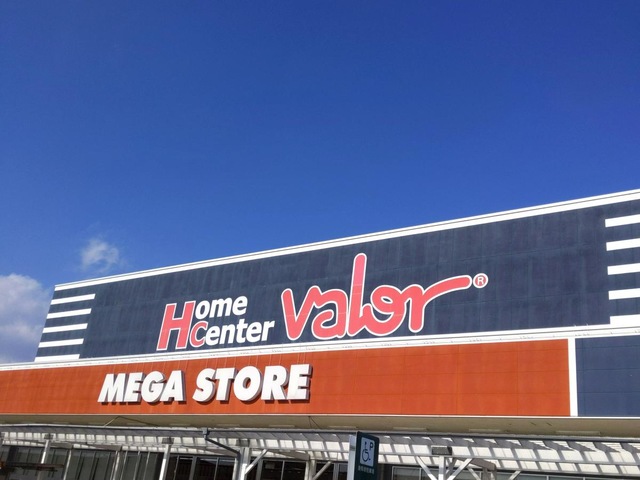 Home
Center
valor®
MEGA STORE
P